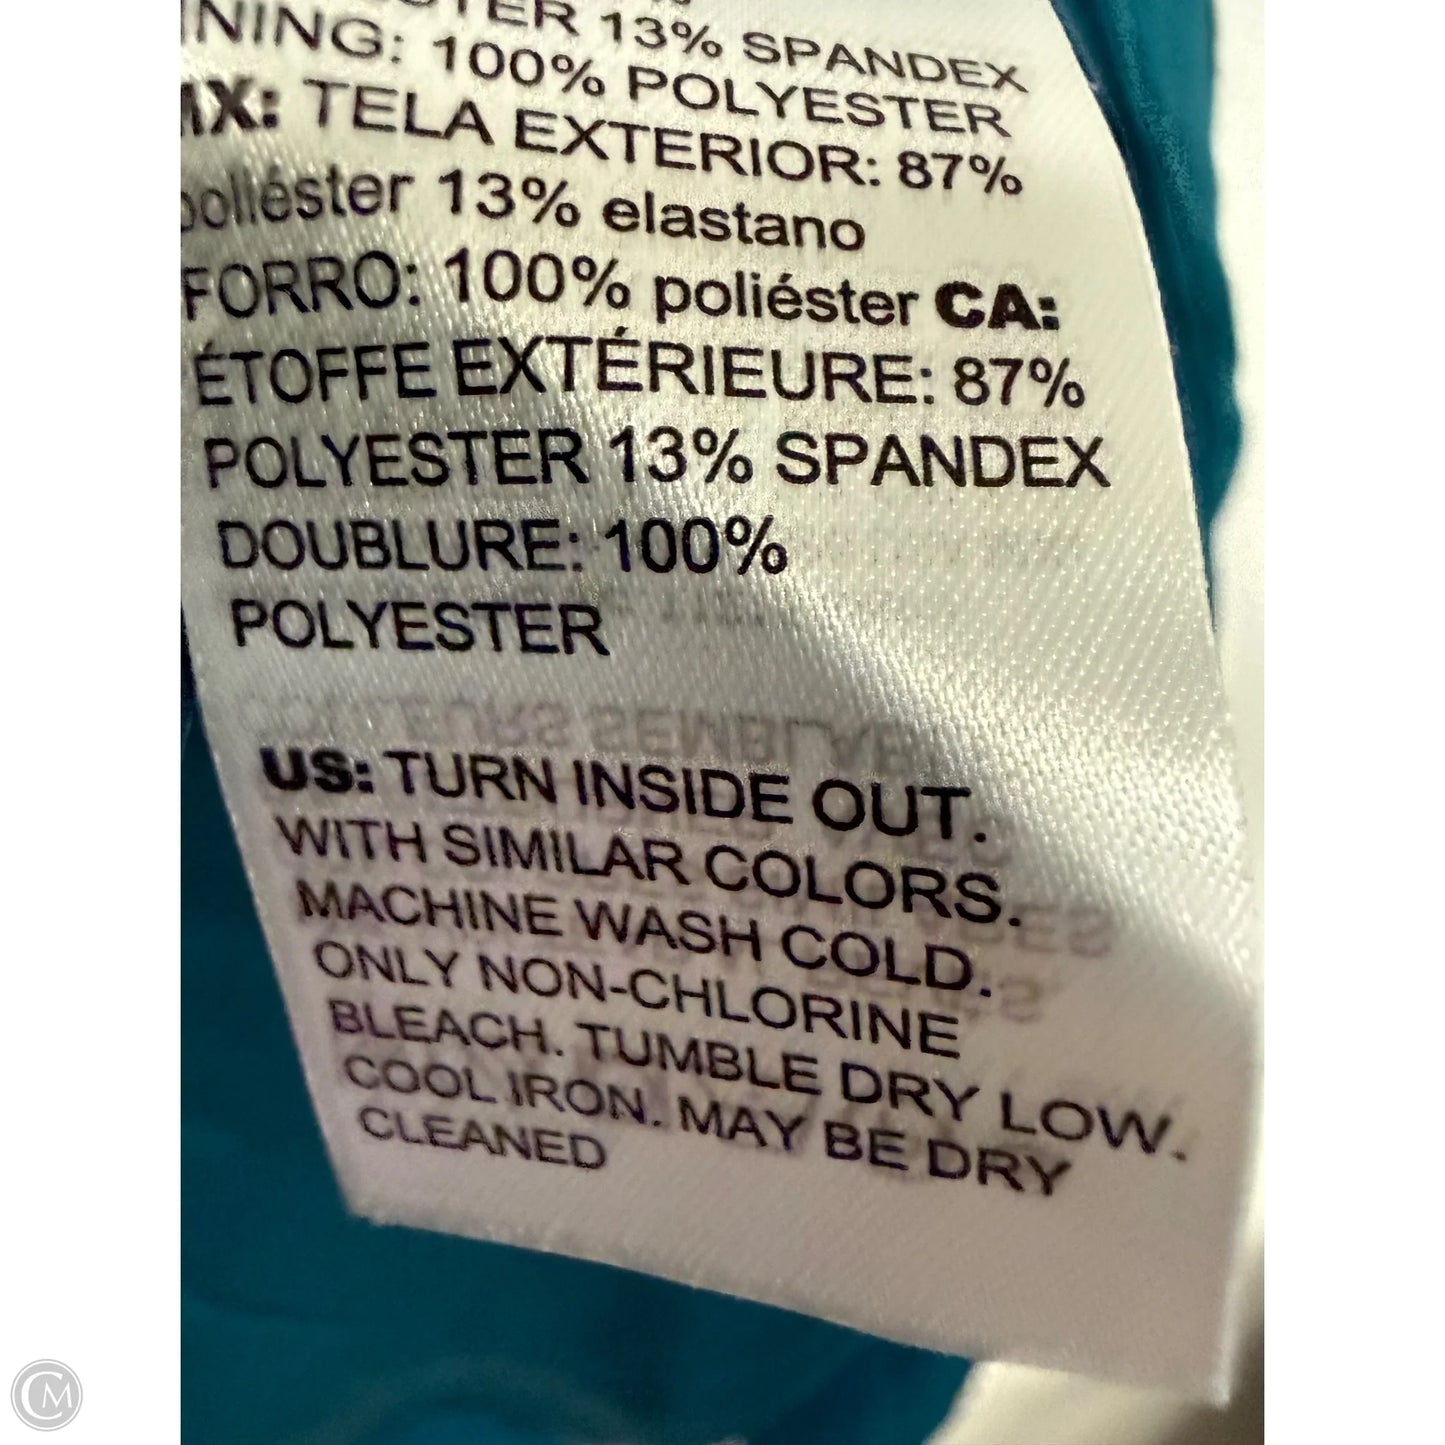 13% SPANDEX
100% POLYESTER
MX: TELA EXTERIOR: 87%
poliéster 13% elastano
FORRO: 100% poliéster CA:
ÉTOFFE EXTÉRIEURE: 87%
POLYESTER 13% SPANDEX
DOUBLURE: 100%
POLYESTER
US: TURN INSIDE OUT.
WITH SIMILAR COLORS.
MACHINE WASH COLD.
ONLY NON-CHLORINE
BLEACH. TUMBLE DRY LOW.
COOL IRON. MAY BE DRY
CLEANED
CM